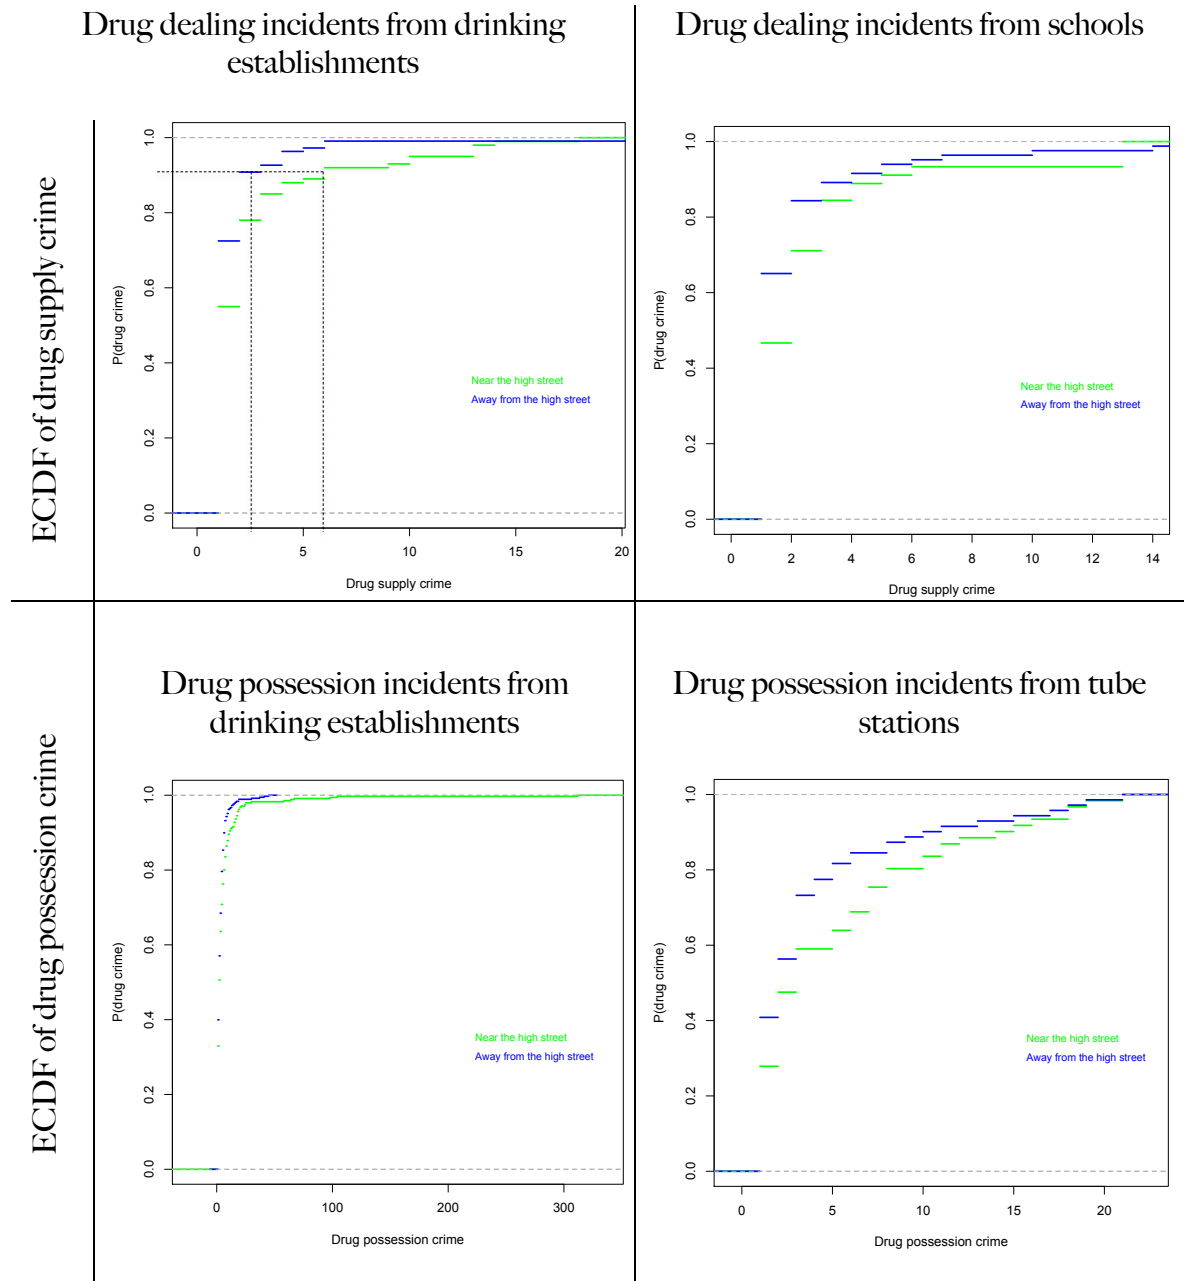 Drug dealing incidents from drinking
establishments
Drug dealing incidents from schools
ECDF of drug supply crime
P(drug crime)
1.0
0.8
0.6
0.4
0.2
0.0
Near the high street
Away from the high street
0 5 10 15 20
Drug supply crime
P(drug crime)
1.0
0.8
0.6
0.4
0.2
0.0
Near the high street
Away from the high street
0 2 4 6 8 10 12 14
Drug supply crime
Drug possession incidents from
drinking establishments
Drug possession incidents from tube
stations
ECDF of drug possession crime
P(drug crime)
1.0
0.8
0.6
0.4
0.2
0.0
Near the high street
Away from the high street
0 100 200 300
Drug possession crime
P(drug crime)
1.0
0.8
0.6
0.4
0.2
0.0
Near the high street
Away from the high street
0 5 10 15 20
Drug possession crime